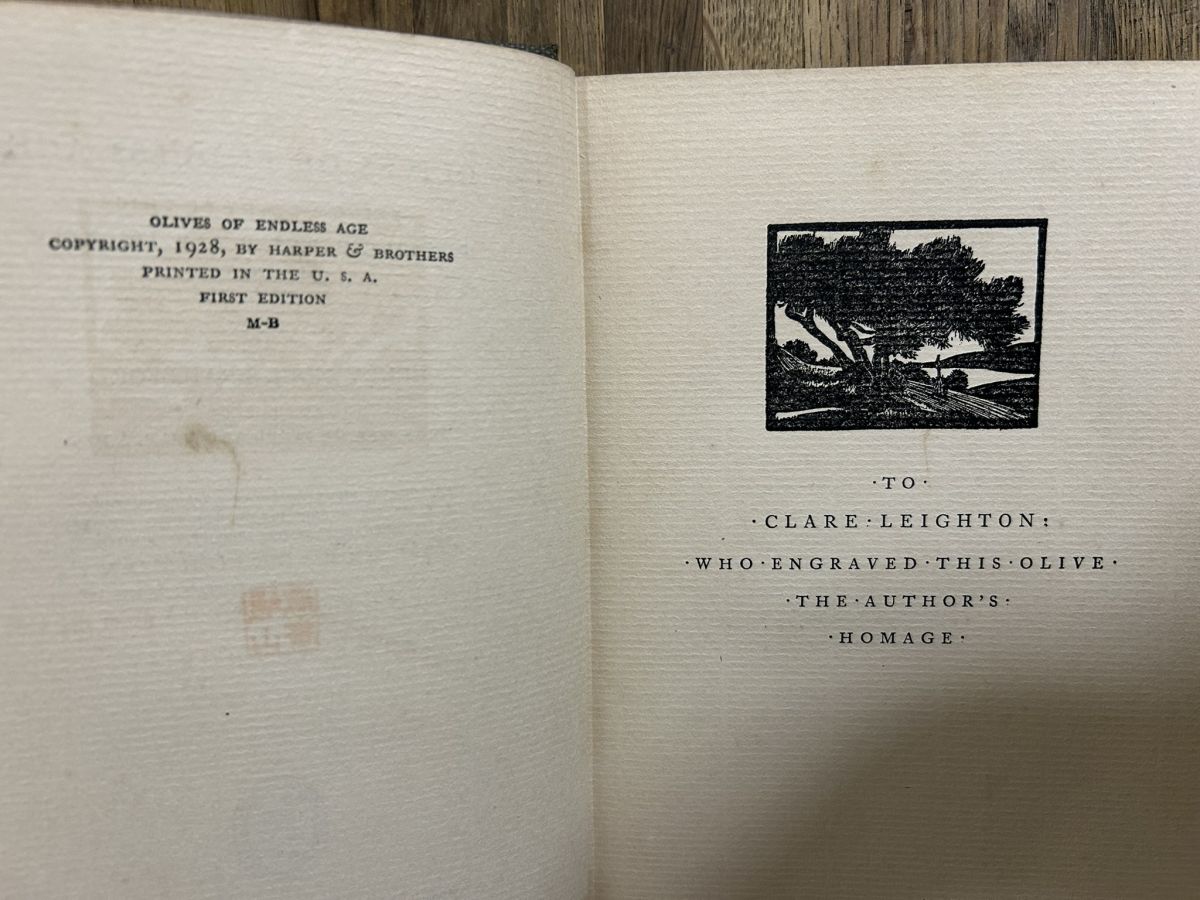 OLIVES OF ENDLESS AGE
COPYRIGHT, 1928, BY HARPER & BROTHERS
PRINTED IN THE U. S. A.
FIRST EDITION
M-B
·TO·
·CLARE·LEIGHTON:
·WHO·ENGRAVED·THIS·OLIVE·
·THE·AUTHOR'S·
·HOMAGE·